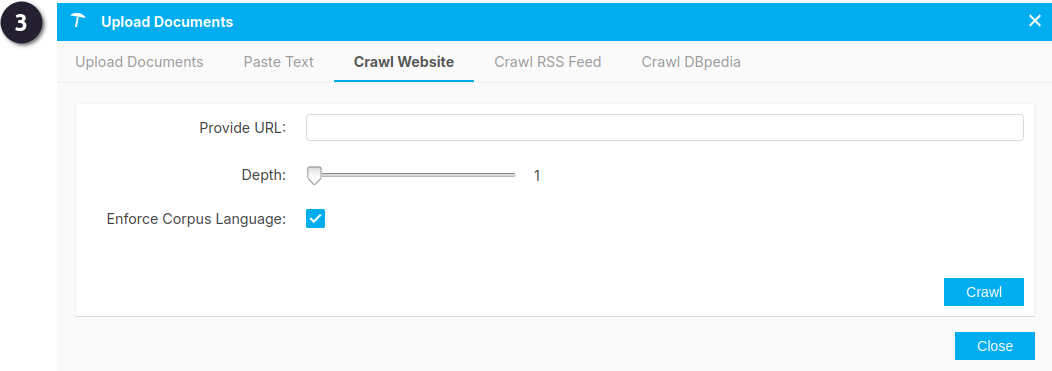 3
Upload Documents
Upload Documents Paste Text Crawl Website Crawl RSS Feed Crawl DBpedia
Provide URL:
Depth: 1
Enforce Corpus Language:
Crawl
Close